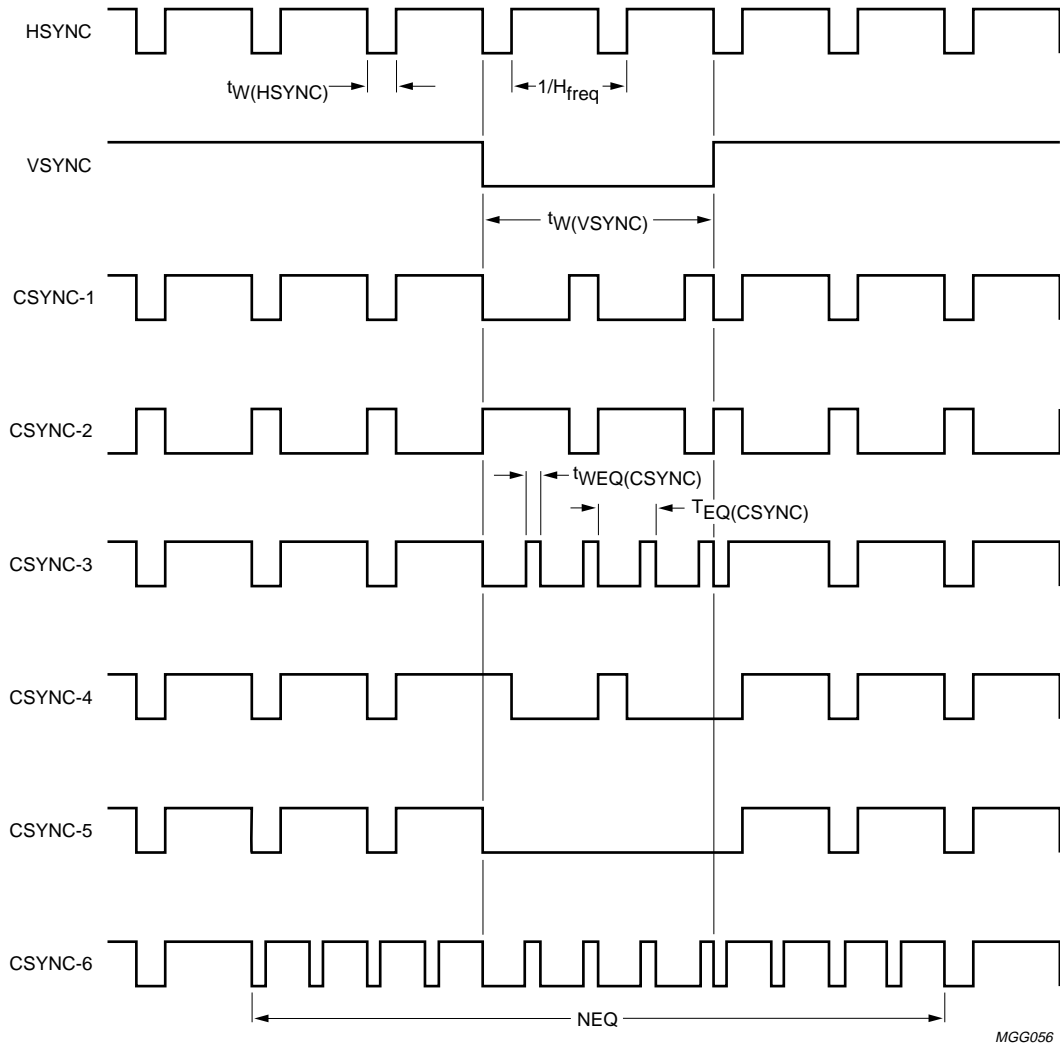 HSYNC
tW(HSYNC)
1/Hfreq
VSYNC
tW(VSYNC)
CSYNC-1
CSYNC-2
tWEQ(CSYNC)
TEQ(CSYNC)
CSYNC-3
CSYNC-4
CSYNC-5
CSYNC-6
NEQ
MGG056